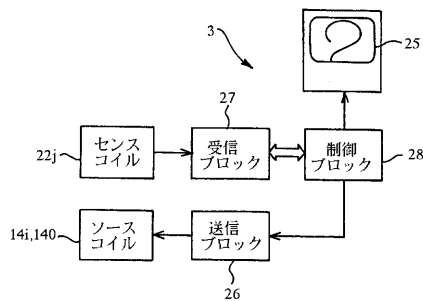 3
25
27
センス
コイル
22j
受信
ブロック
制御
ブロック
28
ソース
コイル
14i,140
送信
ブロック
26